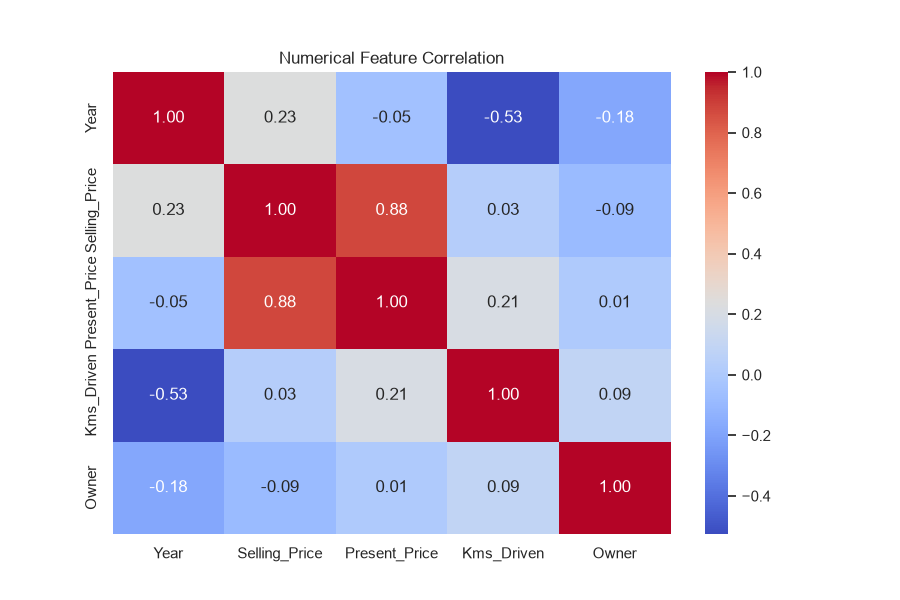 Numerical Feature Correlation
Year 1.00 0.23 -0.05 -0.53 -0.18
Selling_Price 0.23 1.00 0.88 0.03 -0.09
Present_Price -0.05 0.88 1.00 0.21 0.01
Kms_Driven -0.53 0.03 0.21 1.00 0.09
Owner -0.18 -0.09 0.01 0.09 1.00
Year Selling_Price Present_Price Kms_Driven Owner
1.0
0.8
0.6
0.4
0.2
0.0
−0.2
−0.4